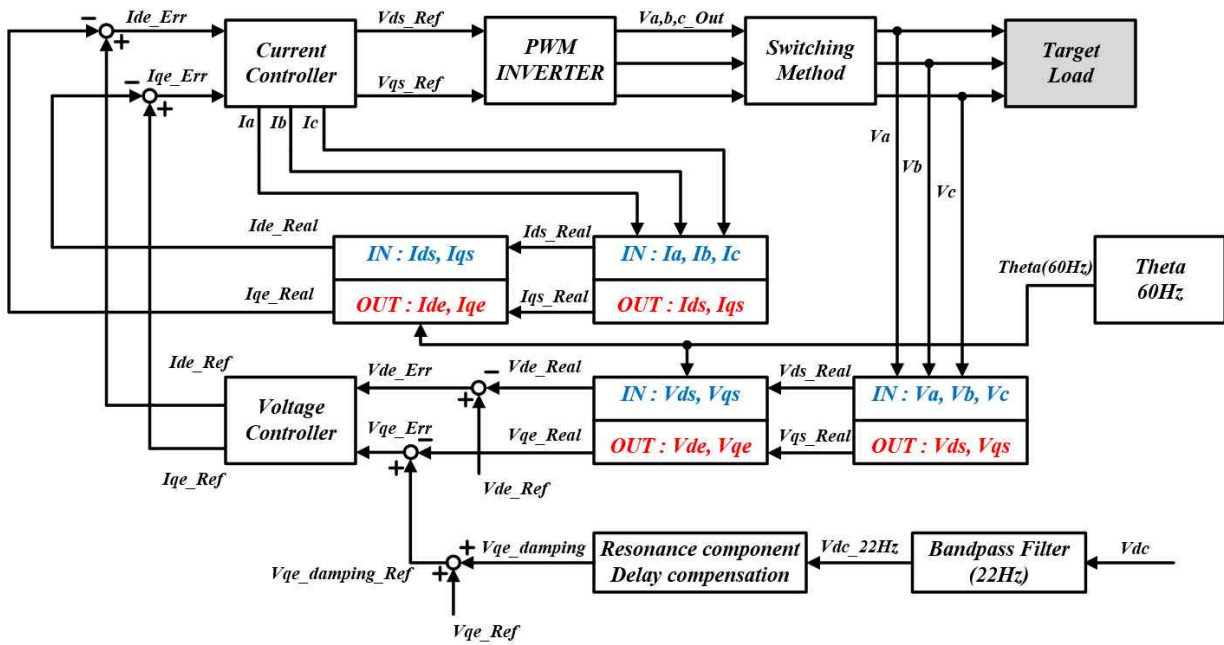 Ide_Err
Vds_Ref
Va,b,c_Out
Current
Controller
PWM
INVERTER
Switching
Method
Target
Load
Iqe_Err
Vqs_Ref
Ia
Ib
Ic
Va
Vb
Vc
Ide_Real
IN : Ids, Iqs
Ids_Real
IN : Ia, Ib, Ic
Iqe_Real
OUT : Ide, Iqe
Iqs_Real
OUT : Ids, Iqs
Theta(60Hz)
Theta
60Hz
Ide_Ref
Voltage
Controller
Vde_Err
Vde_Real
IN : Vds, Vqs
Vds_Real
IN : Va, Vb, Vc
Vqe_Err
Vqe_Real
OUT : Vde, Vqe
Vqs_Real
OUT : Vds, Vqs
Iqe_Ref
Vde_Ref
Vqe_damping_Ref
Vqe_damping
Resonance component
Delay compensation
Vdc_22Hz
Bandpass Filter
(22Hz)
Vdc
Vqe_Ref